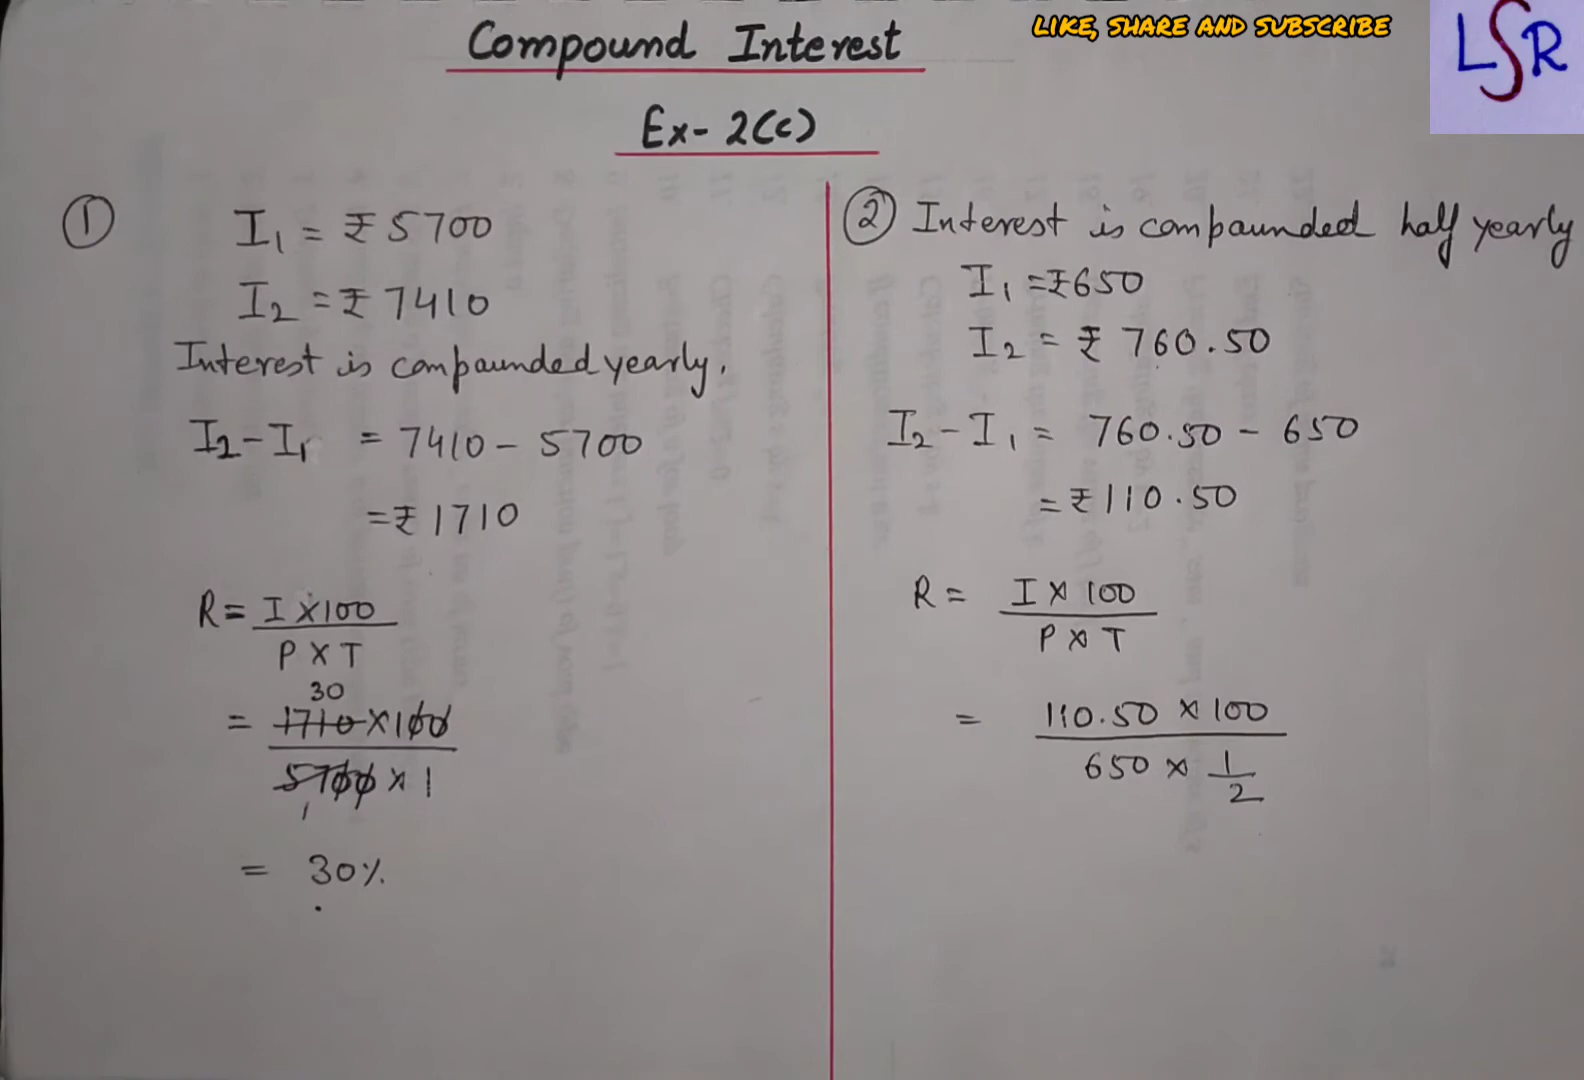 Compound Interest
LIKE, SHARE AND SUBSCRIBE
LSR
Ex- 2(c)
① I₁ = ₹ 5700
I₂ = ₹ 7410
Interest is compaunded yearly.
I₂ - I₁ = 7410 - 5700
= ₹ 1710
R = I × 100
P × T
30
= 1710 × 100
5700 × 1
1
= 30%
② Interest is compaunded half yearly
I₁ = ₹650
I₂ = ₹ 760.50
I₂ - I₁ = 760.50 - 650
= ₹110.50
R = I × 100
P × T
= 110.50 × 100
650 × 1/2